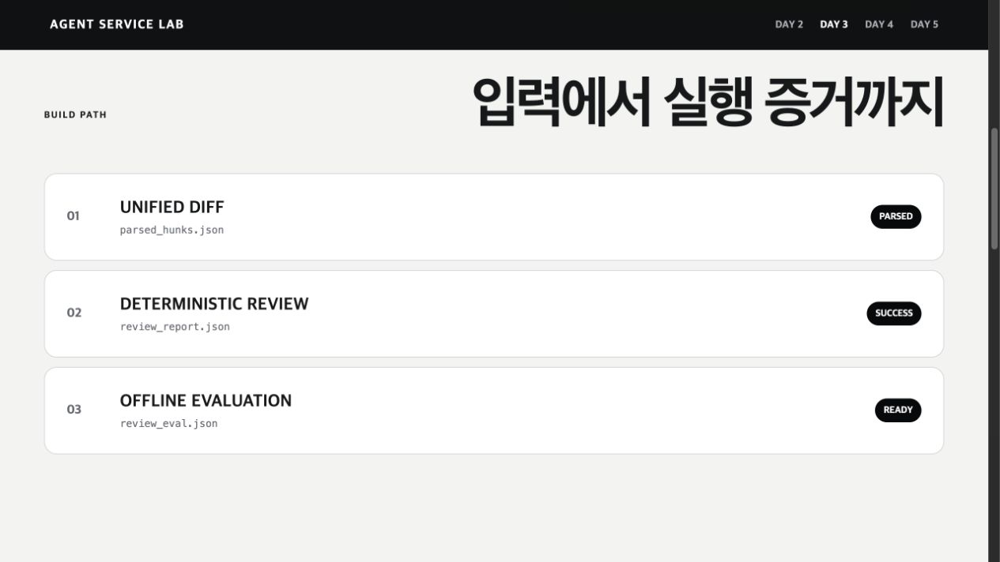 AGENT SERVICE LAB
DAY 2 DAY 3 DAY 4 DAY 5
BUILD PATH
입력에서 실행 증거까지
01
UNIFIED DIFF
parsed_hunks.json
PARSED
02
DETERMINISTIC REVIEW
review_report.json
SUCCESS
03
OFFLINE EVALUATION
review_eval.json
READY